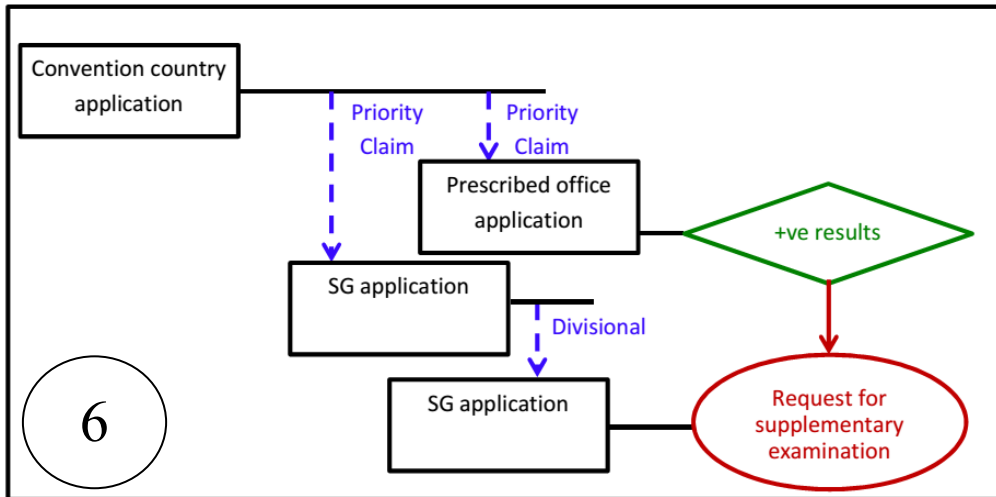 Convention country
application
Priority
Claim
Priority
Claim
Prescribed office
application
+ve results
SG application
Divisional
SG application
Request for
supplementary
examination
6